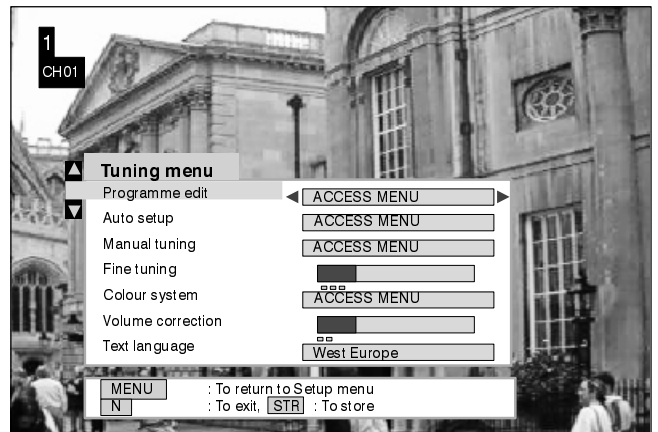 1
CH01
Tuning menu
Programme edit ACCESS MENU
Auto setup ACCESS MENU
Manual tuning ACCESS MENU
Fine tuning
Colour system ACCESS MENU
Volume correction
Text language West Europe
MENU : To return to Setup menu
N : To exit, STR : To store